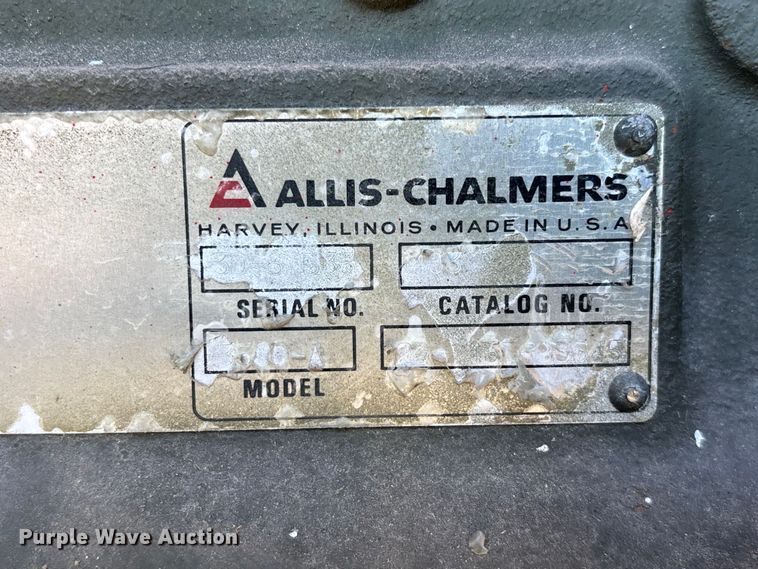 ALLIS-CHALMERS
HARVEY, ILLINOIS • MADE IN U.S.A
SERIAL NO. CATALOG NO.
MODEL
Purple Wave Auction